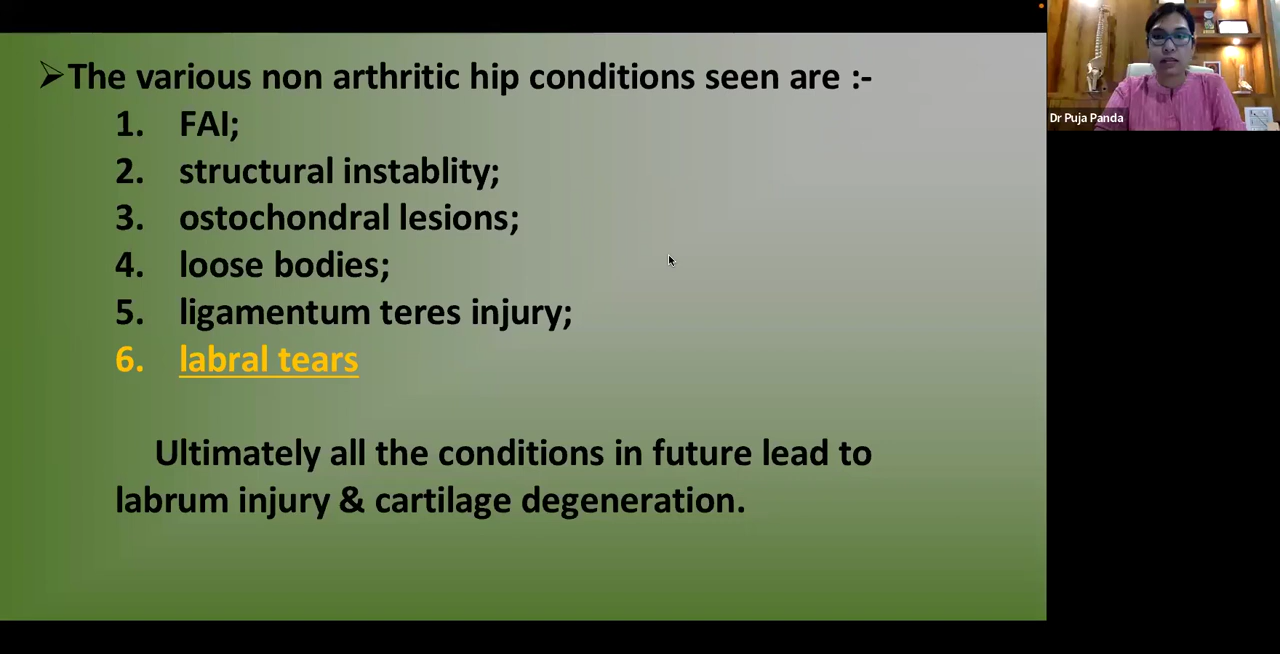 The various non arthritic hip conditions seen are :-
1. FAI;
2. structural instablity;
3. ostochondral lesions;
4. loose bodies;
5. ligamentum teres injury;
6. labral tears
Ultimately all the conditions in future lead to
labrum injury & cartilage degeneration.
Dr Puja Panda